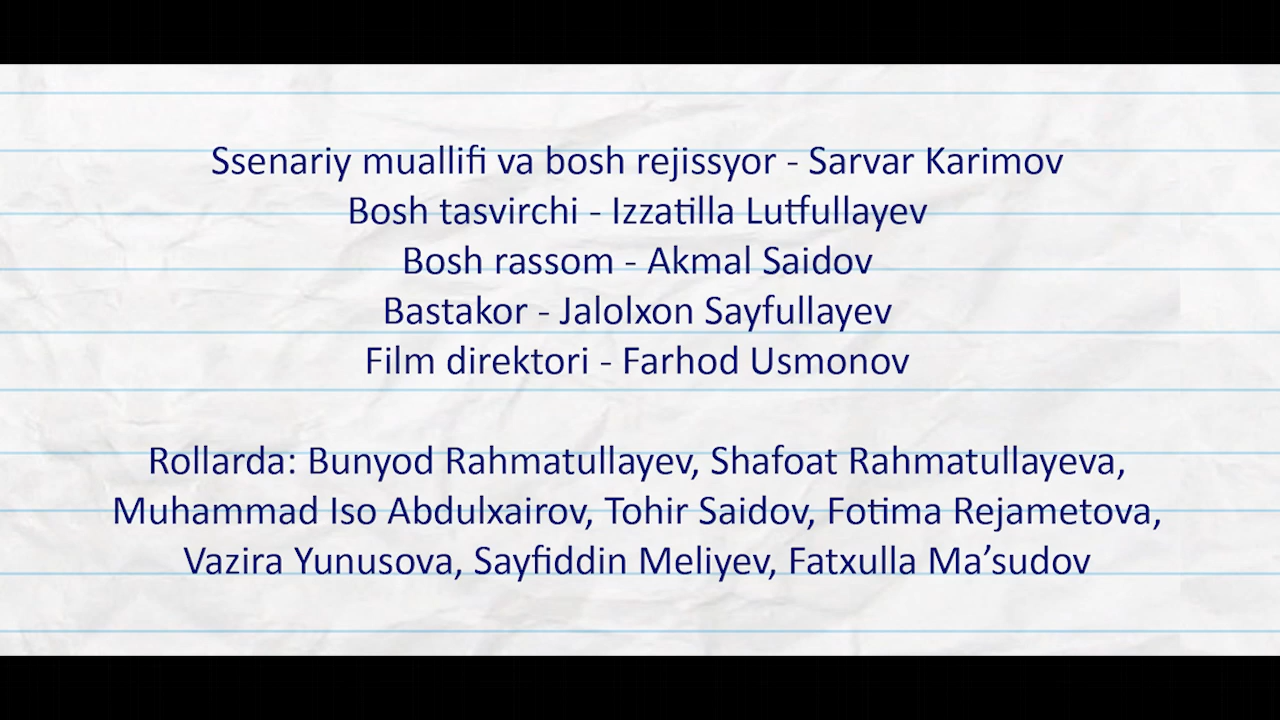 Ssenariy muallifi va bosh rejissyor - Sarvar Karimov
Bosh tasvirchi - Izzatilla Lutfullayev
Bosh rassom - Akmal Saidov
Bastakor - Jalolxon Sayfullayev
Film direktori - Farhod Usmonov
Rollarda: Bunyod Rahmatullayev, Shafoat Rahmatullayeva,
Muhammad Iso Abdulxairov, Tohir Saidov, Fotima Rejametova,
Vazira Yunusova, Sayfiddin Meliyev, Fatxulla Ma’sudov